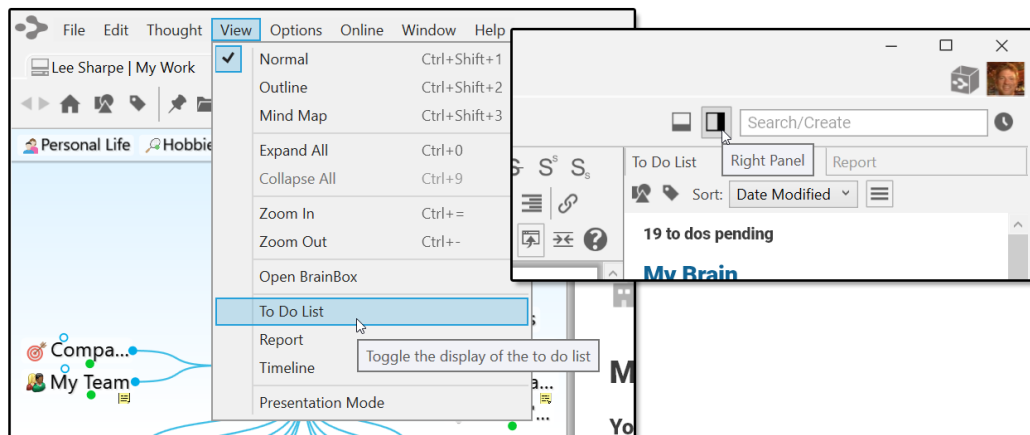 File Edit Thought View Options Online Window Help
Lee Sharpe | My Work
Personal Life Hobbie
Normal Ctrl+Shift+1
Outline Ctrl+Shift+2
Mind Map Ctrl+Shift+3
Expand All Ctrl+0
Collapse All Ctrl+9
Zoom In Ctrl+=
Zoom Out Ctrl+-
Open BrainBox
To Do List
Report
Timeline
Presentation Mode
Toggle the display of the to do list
Compa...
My Team
a...
M
Yo
Search/Create
S S^s S_s
To Do List Right Panel Report
Sort: Date Modified
19 to dos pending
My Brain